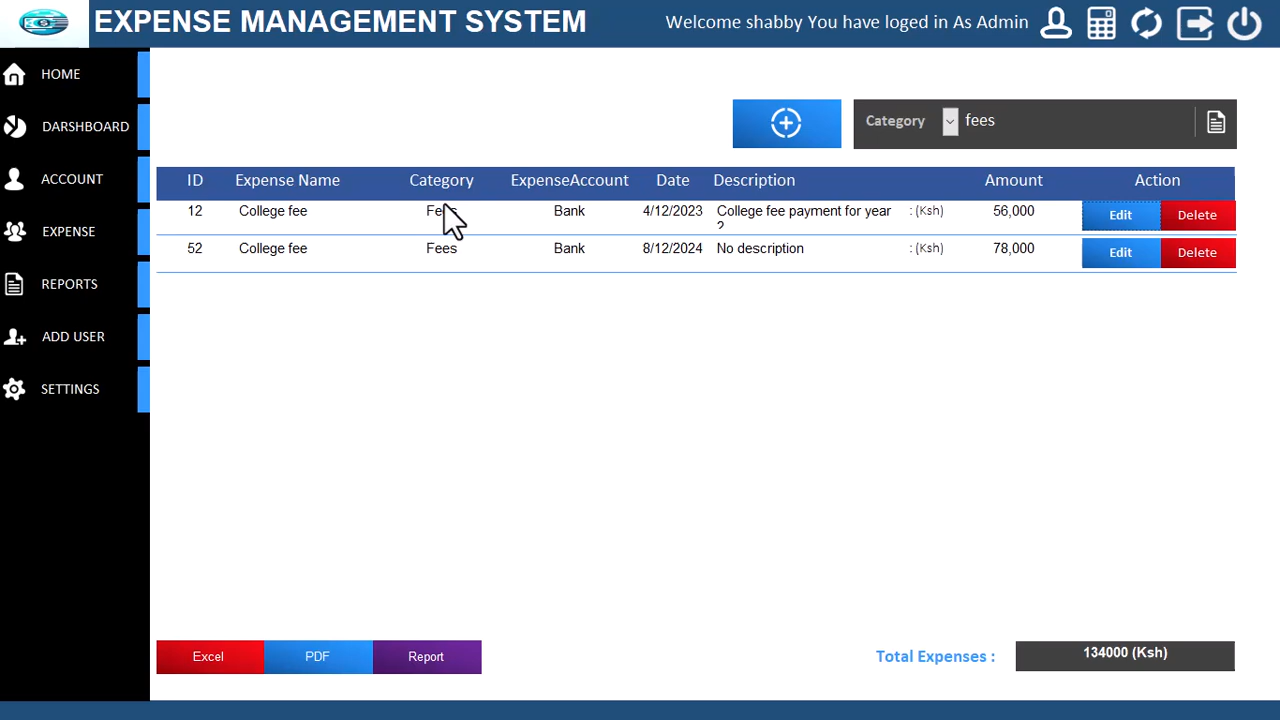 EXPENSE MANAGEMENT SYSTEM
Welcome shabby You have loged in As Admin
HOME
DARSHBOARD
ACCOUNT
EXPENSE
REPORTS
ADD USER
SETTINGS
Category fees
ID Expense Name Category ExpenseAccount Date Description Amount Action
12 College fee Fees Bank 4/12/2023 College fee payment for year : (Ksh) 56,000 Edit Delete
2
52 College fee Fees Bank 8/12/2024 No description : (Ksh) 78,000 Edit Delete
Excel PDF Report
Total Expenses : 134000 (Ksh)